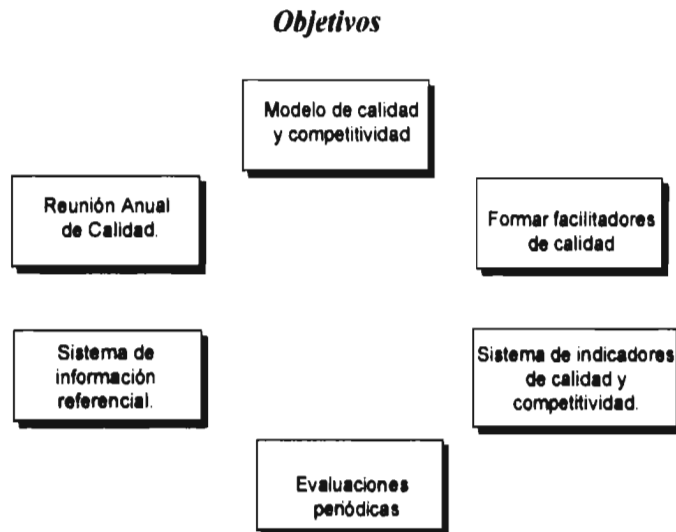 Objetivos
Modelo de calidad
y competitividad
Reunión Anual
de Calidad.
Formar facilitadores
de calidad
Sistema de
información
referencial.
Sistema de indicadores
de calidad y
competitividad.
Evaluaciones
periódicas